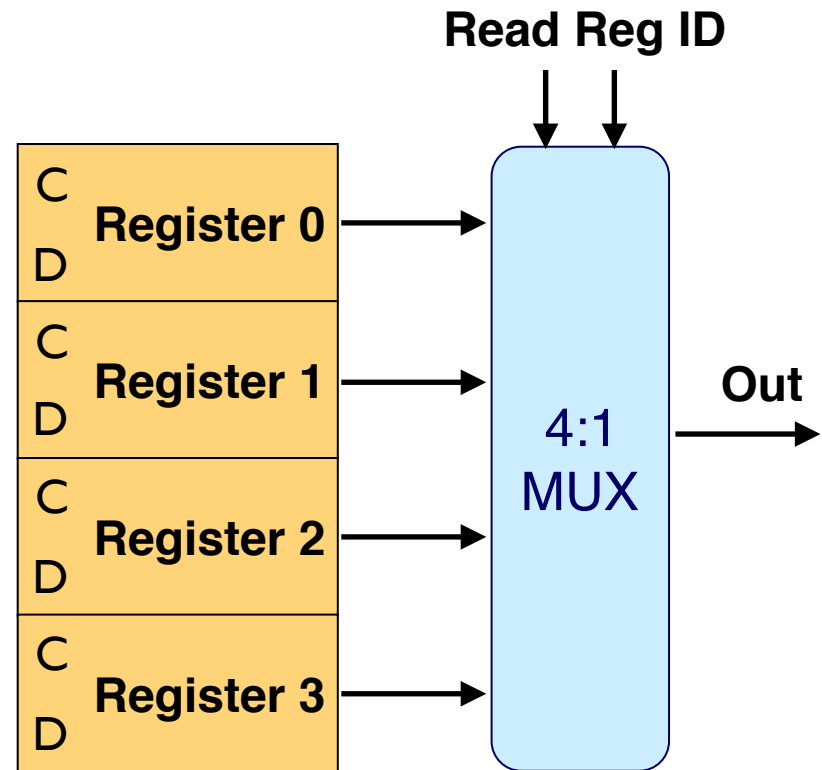 Read Reg ID
C
Register 0
D
C
Register 1
D
C
Register 2
D
C
Register 3
D
4:1
MUX
Out